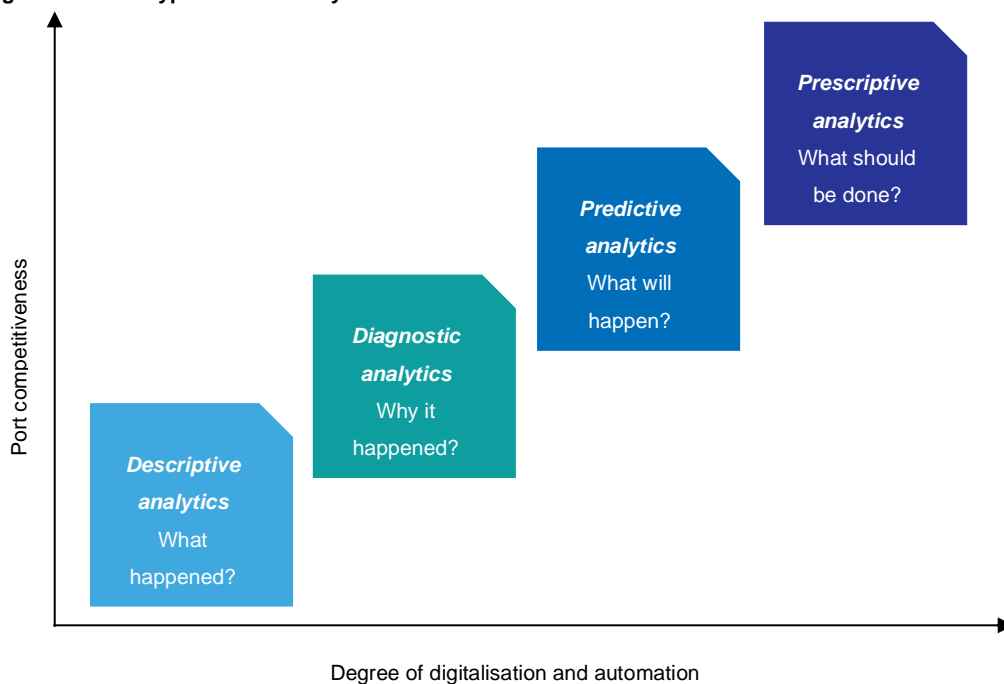 Prescriptive
analytics
What should
be done?
Predictive
analytics
What will
happen?
Diagnostic
analytics
Why it
happened?
Descriptive
analytics
What
happened?
Port competitiveness
Degree of digitalisation and automation